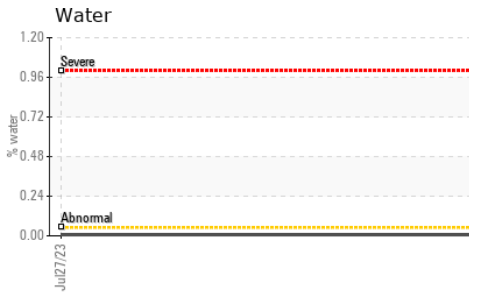 Water
1.20
Severe
0.96
0.72
% water
0.48
0.24
Abnormal
0.00
Jul27/23